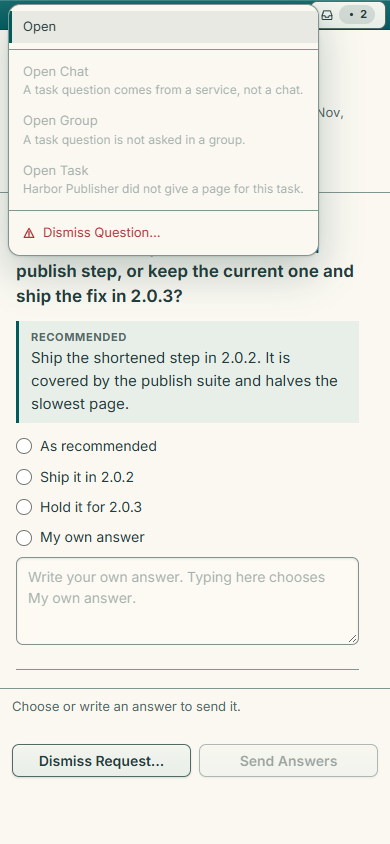 Open
2
Open Chat
A task question comes from a service, not a chat.
Nov,
Open Group
A task question is not asked in a group.
Open Task
Harbor Publisher did not give a page for this task.
Dismiss Question...
publish step, or keep the current one and
ship the fix in 2.0.3?
RECOMMENDED
Ship the shortened step in 2.0.2. It is
covered by the publish suite and halves the
slowest page.
As recommended
Ship it in 2.0.2
Hold it for 2.0.3
My own answer
Write your own answer. Typing here chooses
My own answer.
Choose or write an answer to send it.
Dismiss Request...
Send Answers